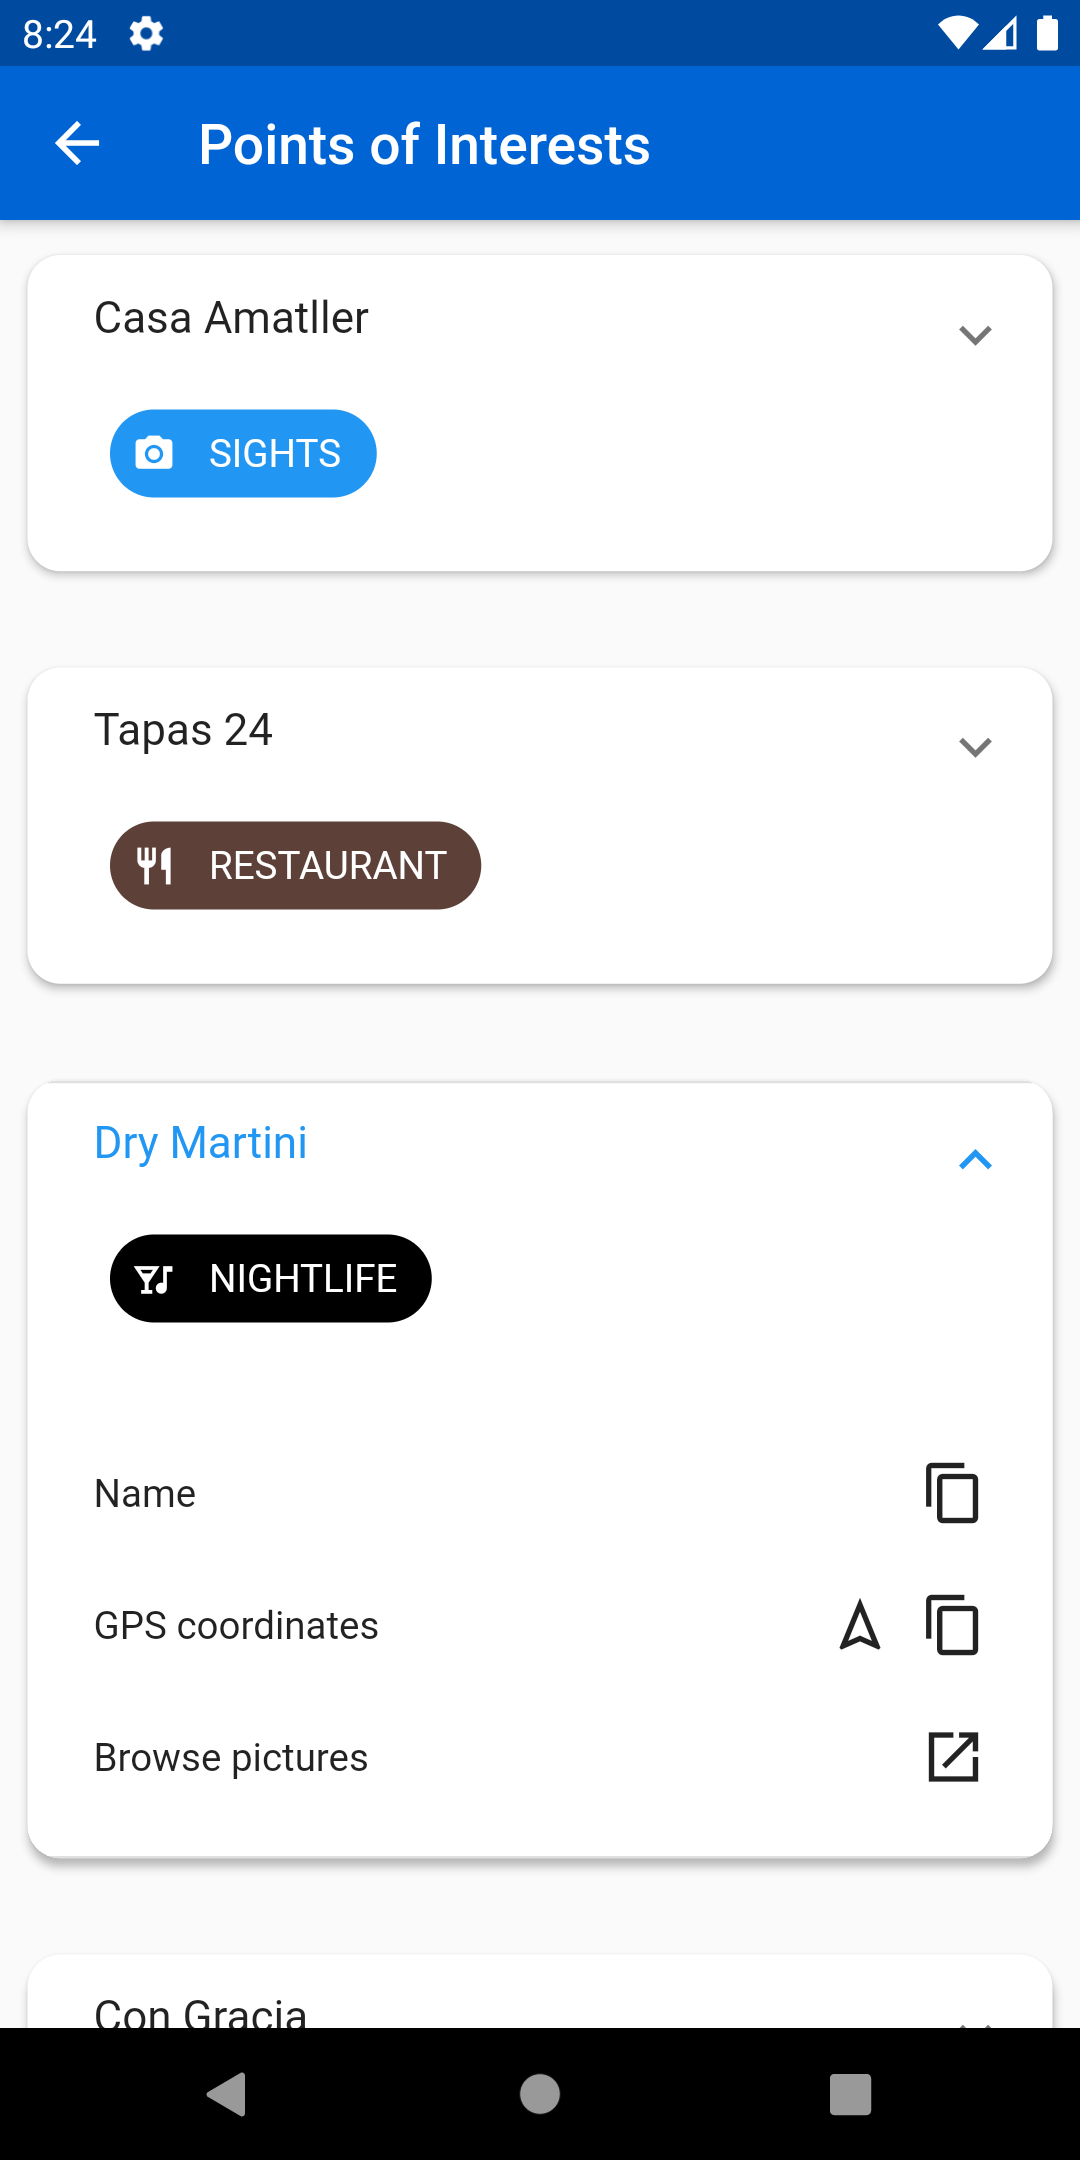 8:24
Points of Interests
Casa Amatller
SIGHTS
Tapas 24
RESTAURANT
Dry Martini
NIGHTLIFE
Name
GPS coordinates
Browse pictures
Con Gracia